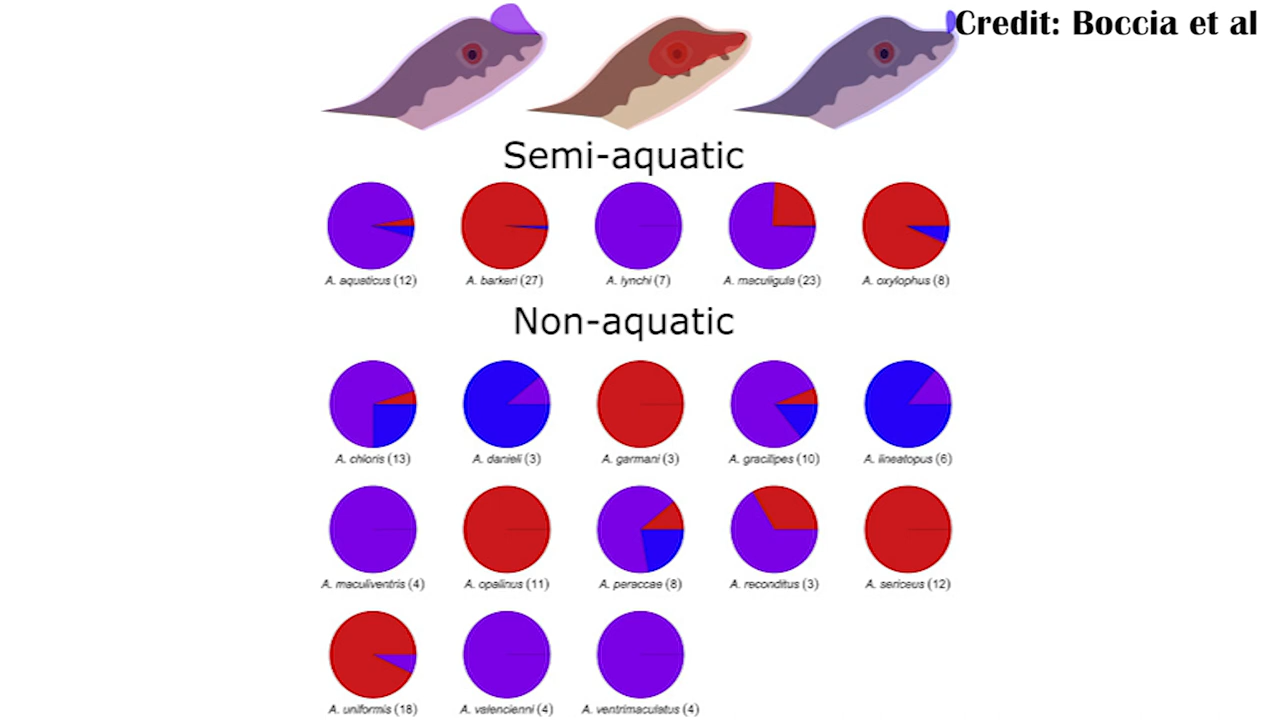 Credit: Boccia et al
Semi-aquatic
A. aquaticus (12) A. barkeri (27) A. lynchi (7) A. maculigula (23) A. oxylophus (8)
Non-aquatic
A. chloris (13) A. danieli (3) A. garmani (3) A. gracilipes (10) A. lineatopus (6)
A. maculiventris (4) A. opalinus (11) A. peraccae (8) A. reconditus (3) A. sericeus (12)
A. uniformis (18) A. valencienni (4) A. ventrimaculatus (4)